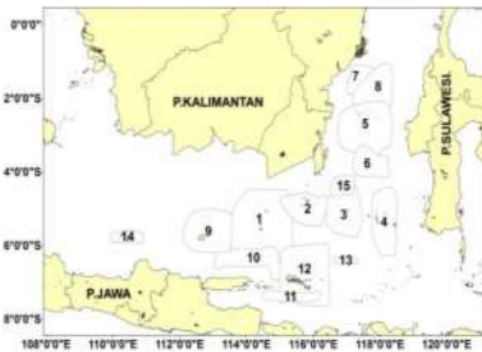 0°0'0"
2°0'0"S
4°0'0"S
6°0'0"S
8°0'0"S
P.KALIMANTAN
P.SULAWESI.
P.JAWA
7
8
5
6
15
1
2
3
4
9
14
10
12
13
11
108°0'0"E
110°0'0"E
112°0'0"E
114°0'0"E
116°0'0"E
118°0'0"E
120°0'0"E